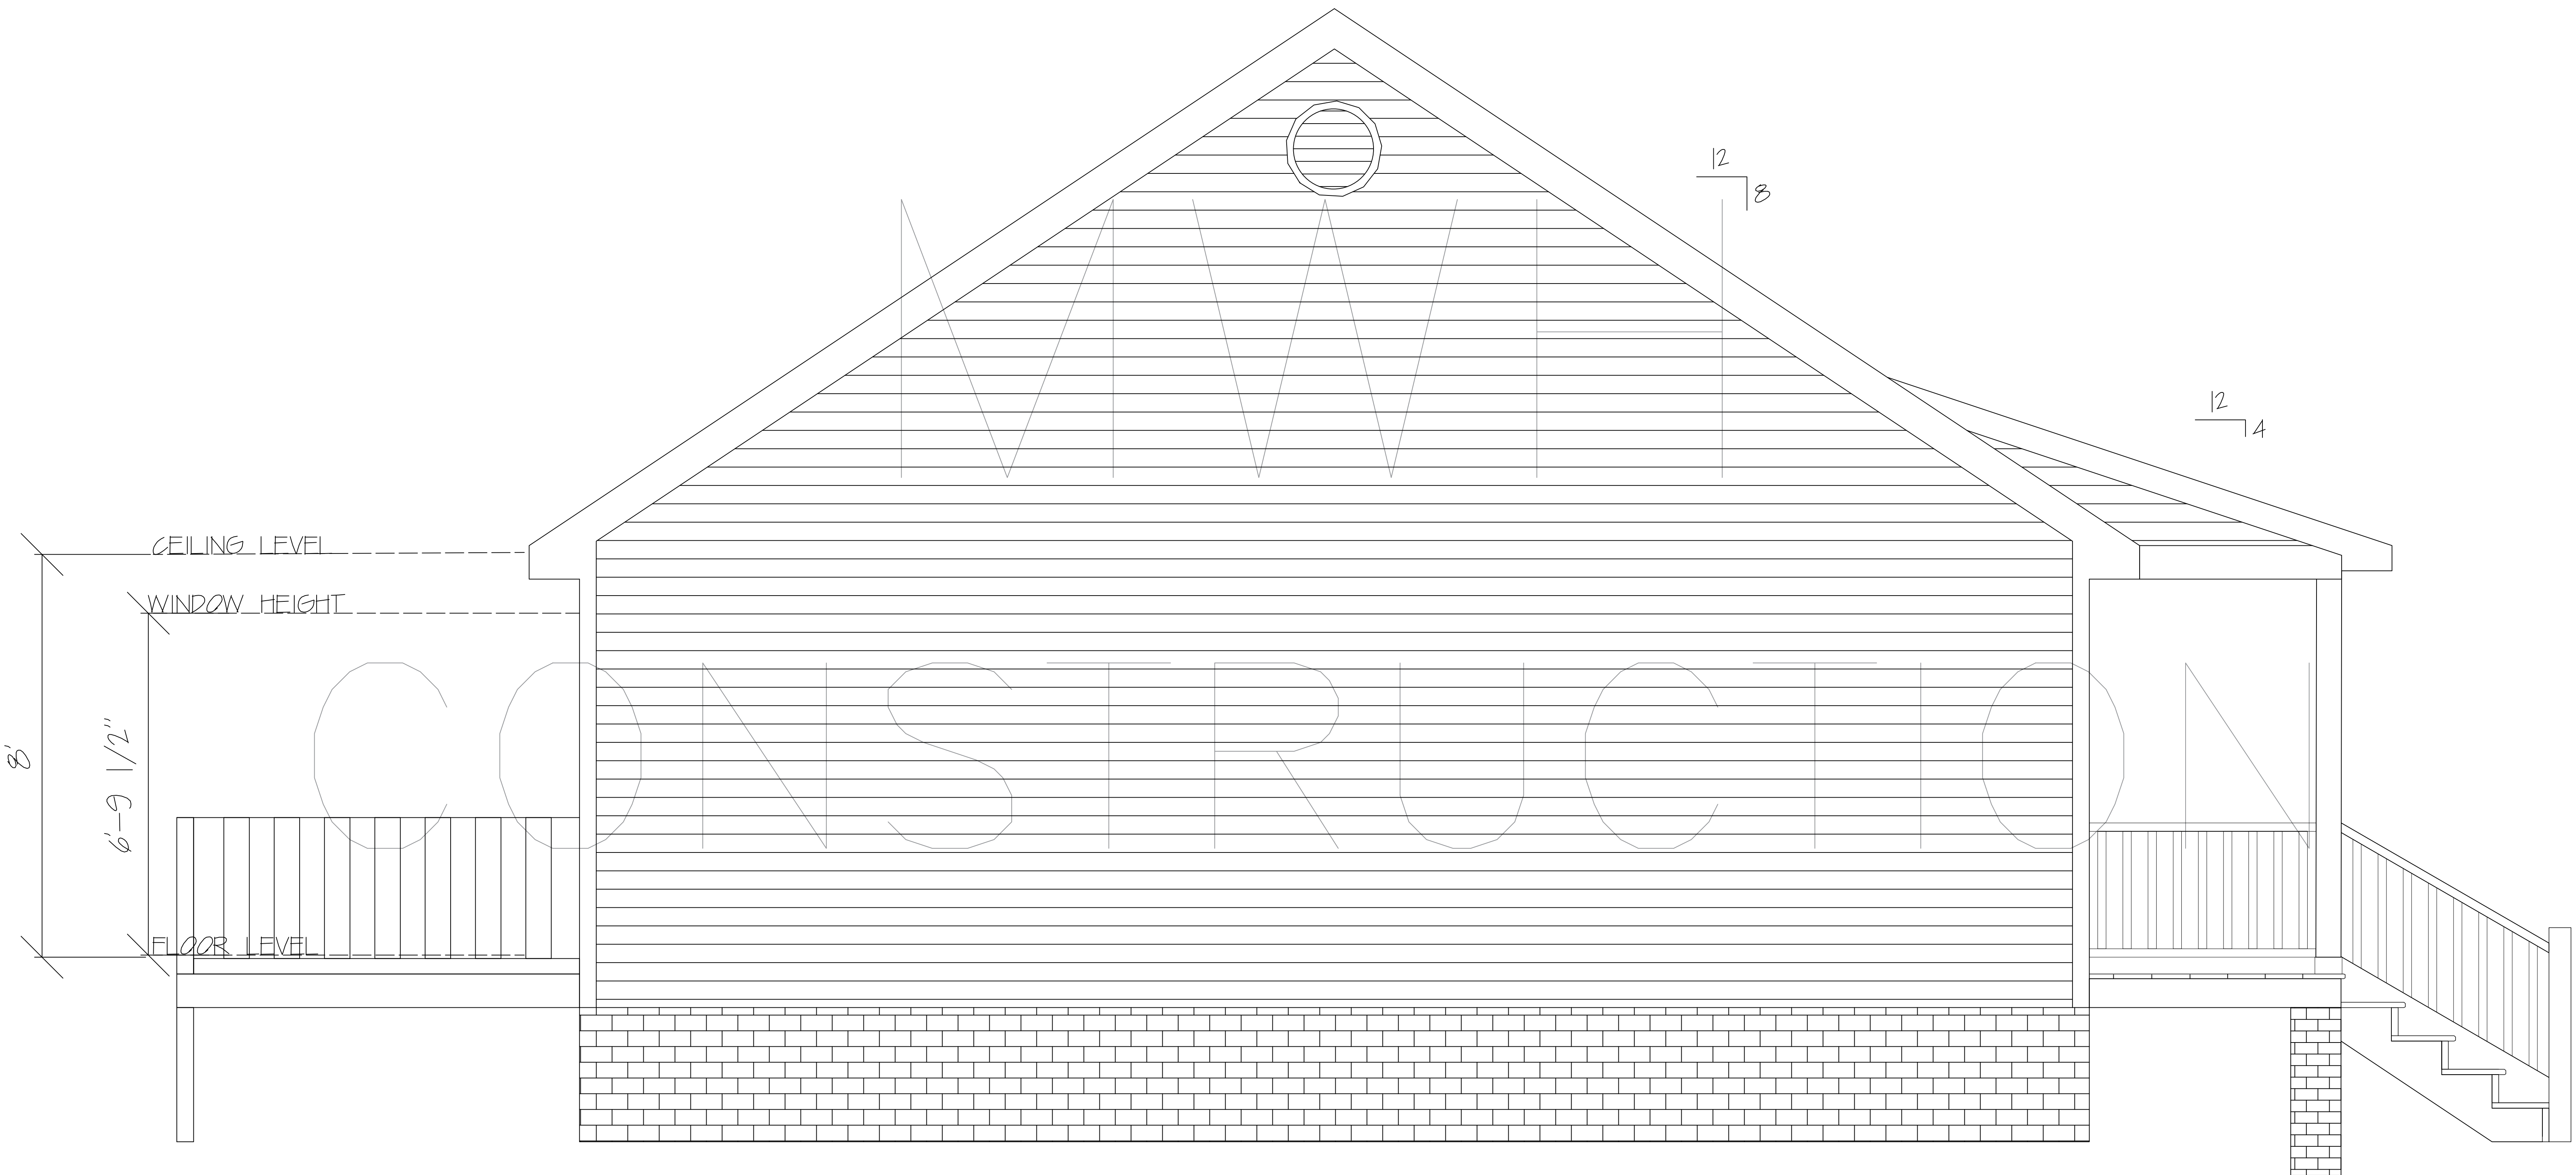 12
8
12
4
CEILING LEVEL
WINDOW HEIGHT
8'
6'-9 1/2"
FLOOR LEVEL
MWH
CONSTRUCTION